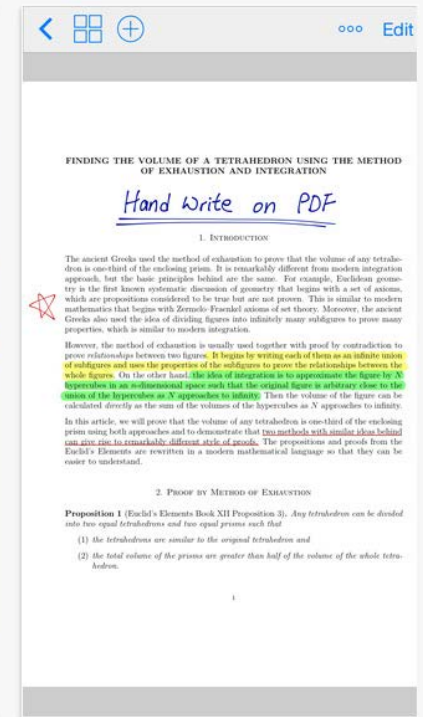 Edit
FINDING THE VOLUME OF A TETRAHEDRON USING THE METHOD
OF EXHAUSTION AND INTEGRATION
Hand Write on PDF
1. Introduction
The ancient Greeks used the method of exhaustion to prove that the volume of any tetrahe-
dron is one-third of the enclosing prism. It is remarkably different from modern integration
approach, but the basic principles behind are the same. For example, Euclidean geome-
try is the first known systematic discussion of geometry that begins with a set of axioms,
which are propositions considered to be true but are not proven. This is similar to modern
mathematics that begins with Zermelo-Fraenkel axioms of set theory. Moreover, the ancient
Greeks also used the idea of dividing figures into infinitely many subfigures to prove many
properties, which is similar to modern integration.
However, the method of exhaustion is usually used together with proof by contradiction to
prove relationships between two figures. It begins by writing each of them as an infinite union
of subfigures and uses the properties of the subfigures to prove the relationships between the
whole figures. On the other hand, the idea of integration is to approximate the figure by N
hypercubes in an n-dimensional space such that the original figure is arbitrary close to the
union of the hypercubes as N approaches to infinity. Then the volume of the figure can be
calculated directly as the sum of the volumes of the hypercubes as N approaches to infinity.
In this article, we will prove that the volume of any tetrahedron is one-third of the enclosing
prism using both approaches and to demonstrate that two methods with similar ideas behind
can give rise to remarkably different style of proofs. The propositions and proofs from the
Euclid's Elements are rewritten in a modern mathematical language so that they can be
easier to understand.
2. Proof by Method of Exhaustion
Proposition 1 (Euclid's Elements Book XII Proposition 3). Any tetrahedron can be divided
into two equal tetrahedrons and two equal prisms such that
(1) the tetrahedrons are similar to the original tetrahedron and
(2) the total volume of the prisms are greater than half of the volume of the whole tetra-
hedron.
1